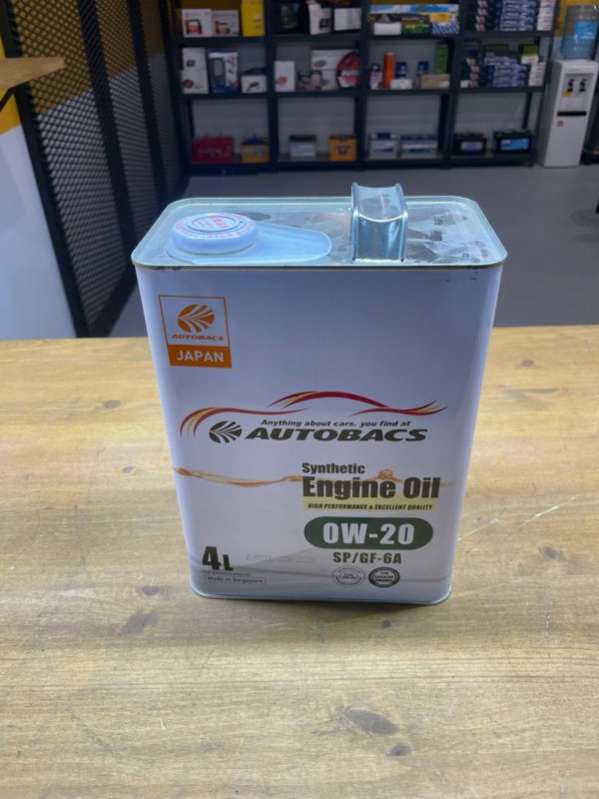 AUTOBACS
JAPAN
Anything about cars, you find at
AUTOBACS
Synthetic
Engine Oil
HIGH PERFORMANCE & EXCELLENT QUALITY
0W-20
SP/GF-6A
4L
Made in Singapore